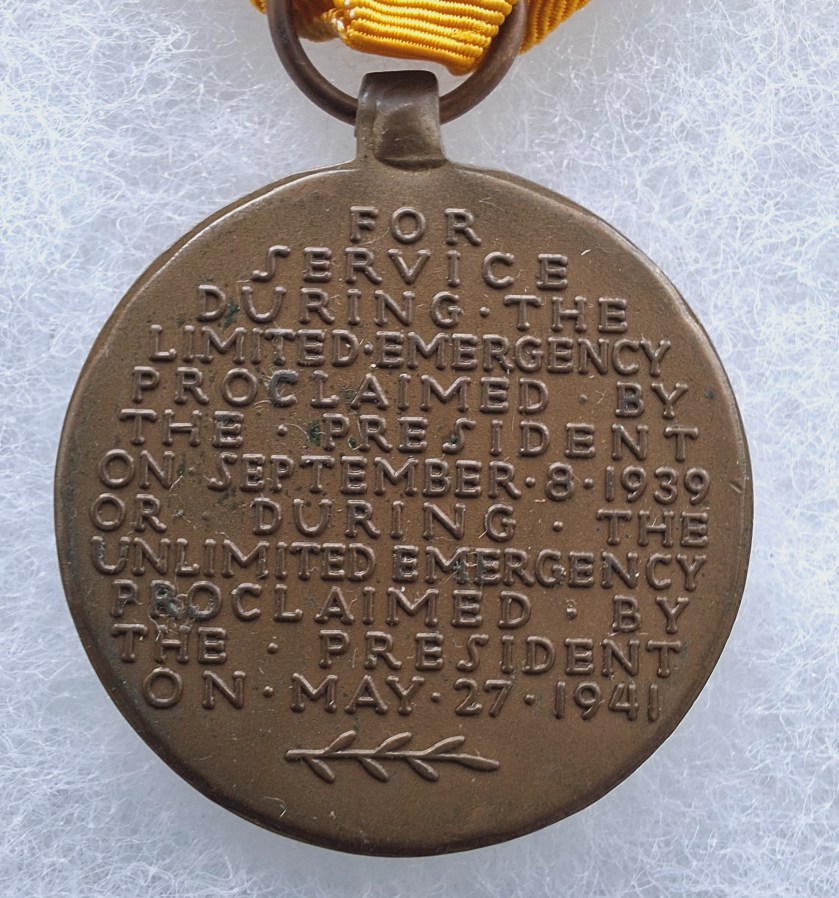 FOR
SERVICE
DURING·THE
LIMITED·EMERGENCY
PROCLAIMED · BY
THE · PRESIDENT
ON SEPTEMBER·8·1939
OR DURING · THE
UNLIMITED EMERGENCY
PROCLAIMED · BY
THE · PRESIDENT
ON·MAY·27·1941